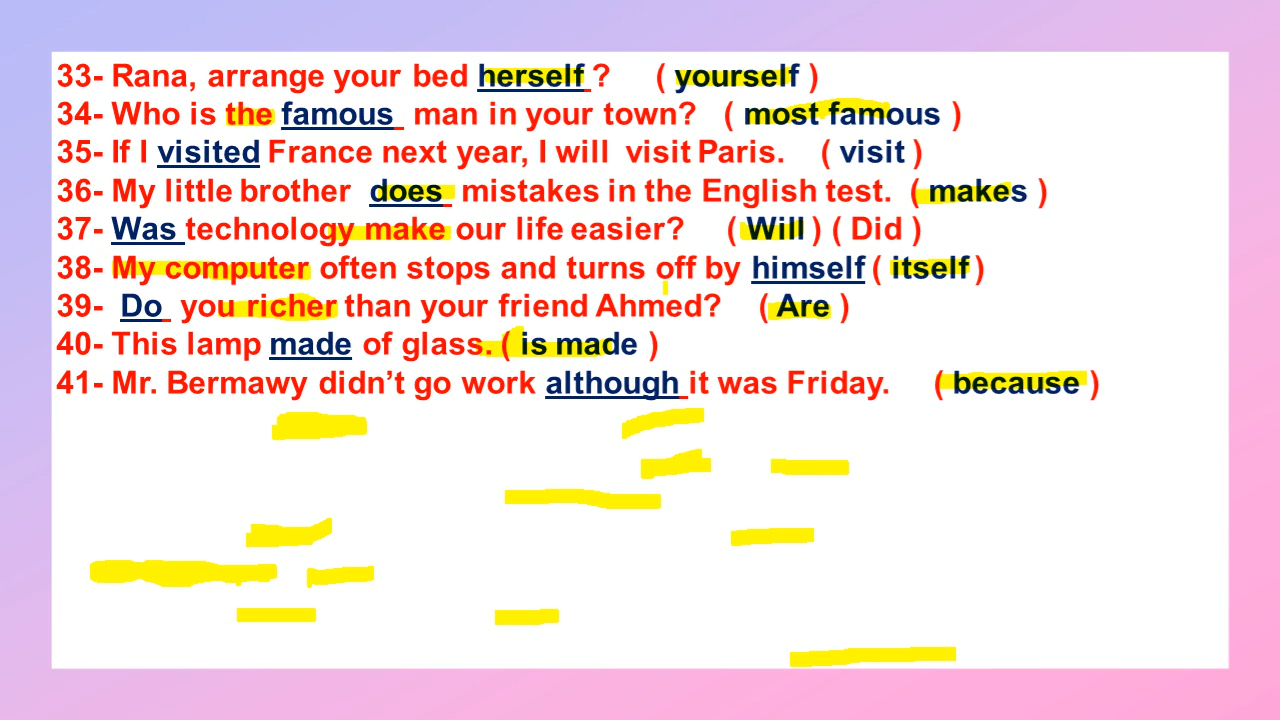 33- Rana, arrange your bed herself ? ( yourself )
34- Who is the famous man in your town? ( most famous )
35- If I visited France next year, I will visit Paris. ( visit )
36- My little brother does mistakes in the English test. ( makes )
37- Was technology make our life easier? ( Will ) ( Did )
38- My computer often stops and turns off by himself ( itself )
39- Do you richer than your friend Ahmed? ( Are )
40- This lamp made of glass. ( is made )
41- Mr. Bermawy didn’t go work although it was Friday. ( because )